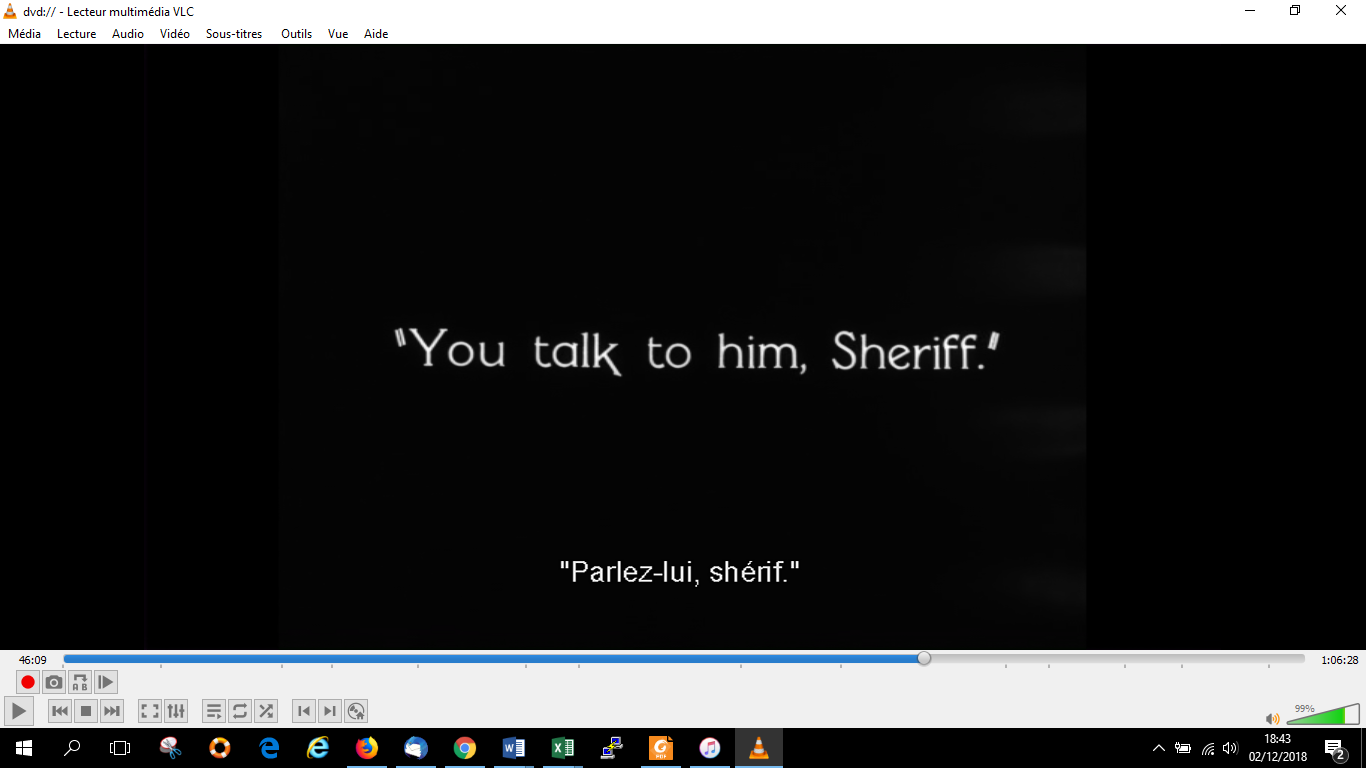 dvd:// - Lecteur multimédia VLC
Média Lecture Audio Vidéo Sous-titres Outils Vue Aide
"You talk to him, Sheriff."
"Parlez-lui, shérif."
46:09 1:06:28
A B
99%
W X PDF
18:43
02/12/2018
2